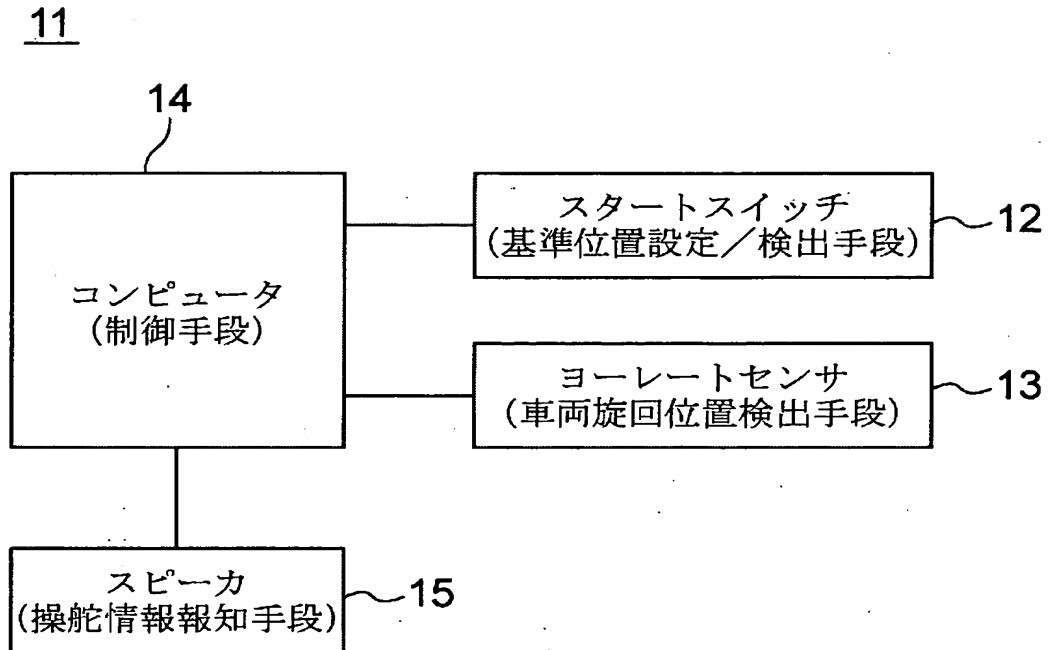 11
14
コンピュータ
(制御手段)
スタートスイッチ
(基準位置設定/検出手段)
12
ヨーレートセンサ
(車両旋回位置検出手段)
13
スピーカ
(操舵情報報知手段)
15